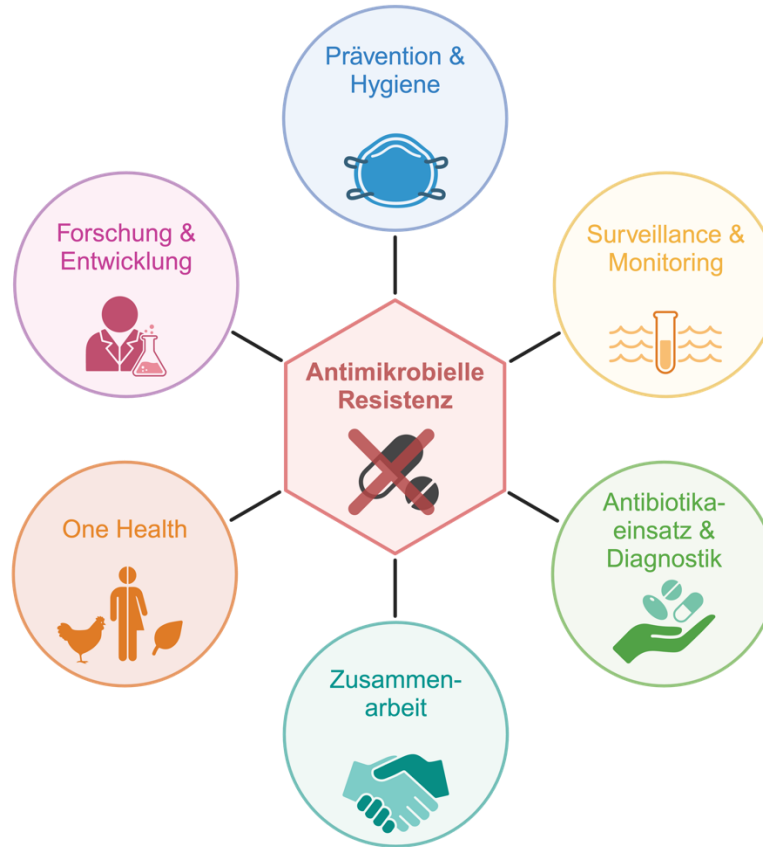 Prävention &
Hygiene
Forschung &
Entwicklung
Surveillance &
Monitoring
Antimikrobielle
Resistenz
One Health
Antibiotika-
einsatz &
Diagnostik
Zusammen-
arbeit